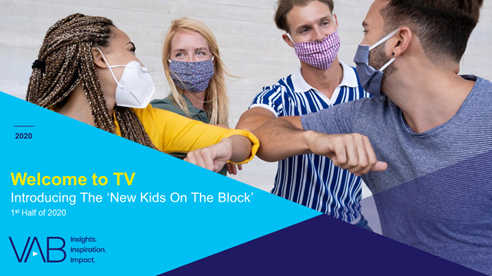 2020
Welcome to TV
Introducing The ‘New Kids On The Block’
1st Half of 2020
VAB
Insights.
Inspiration.
Impact.